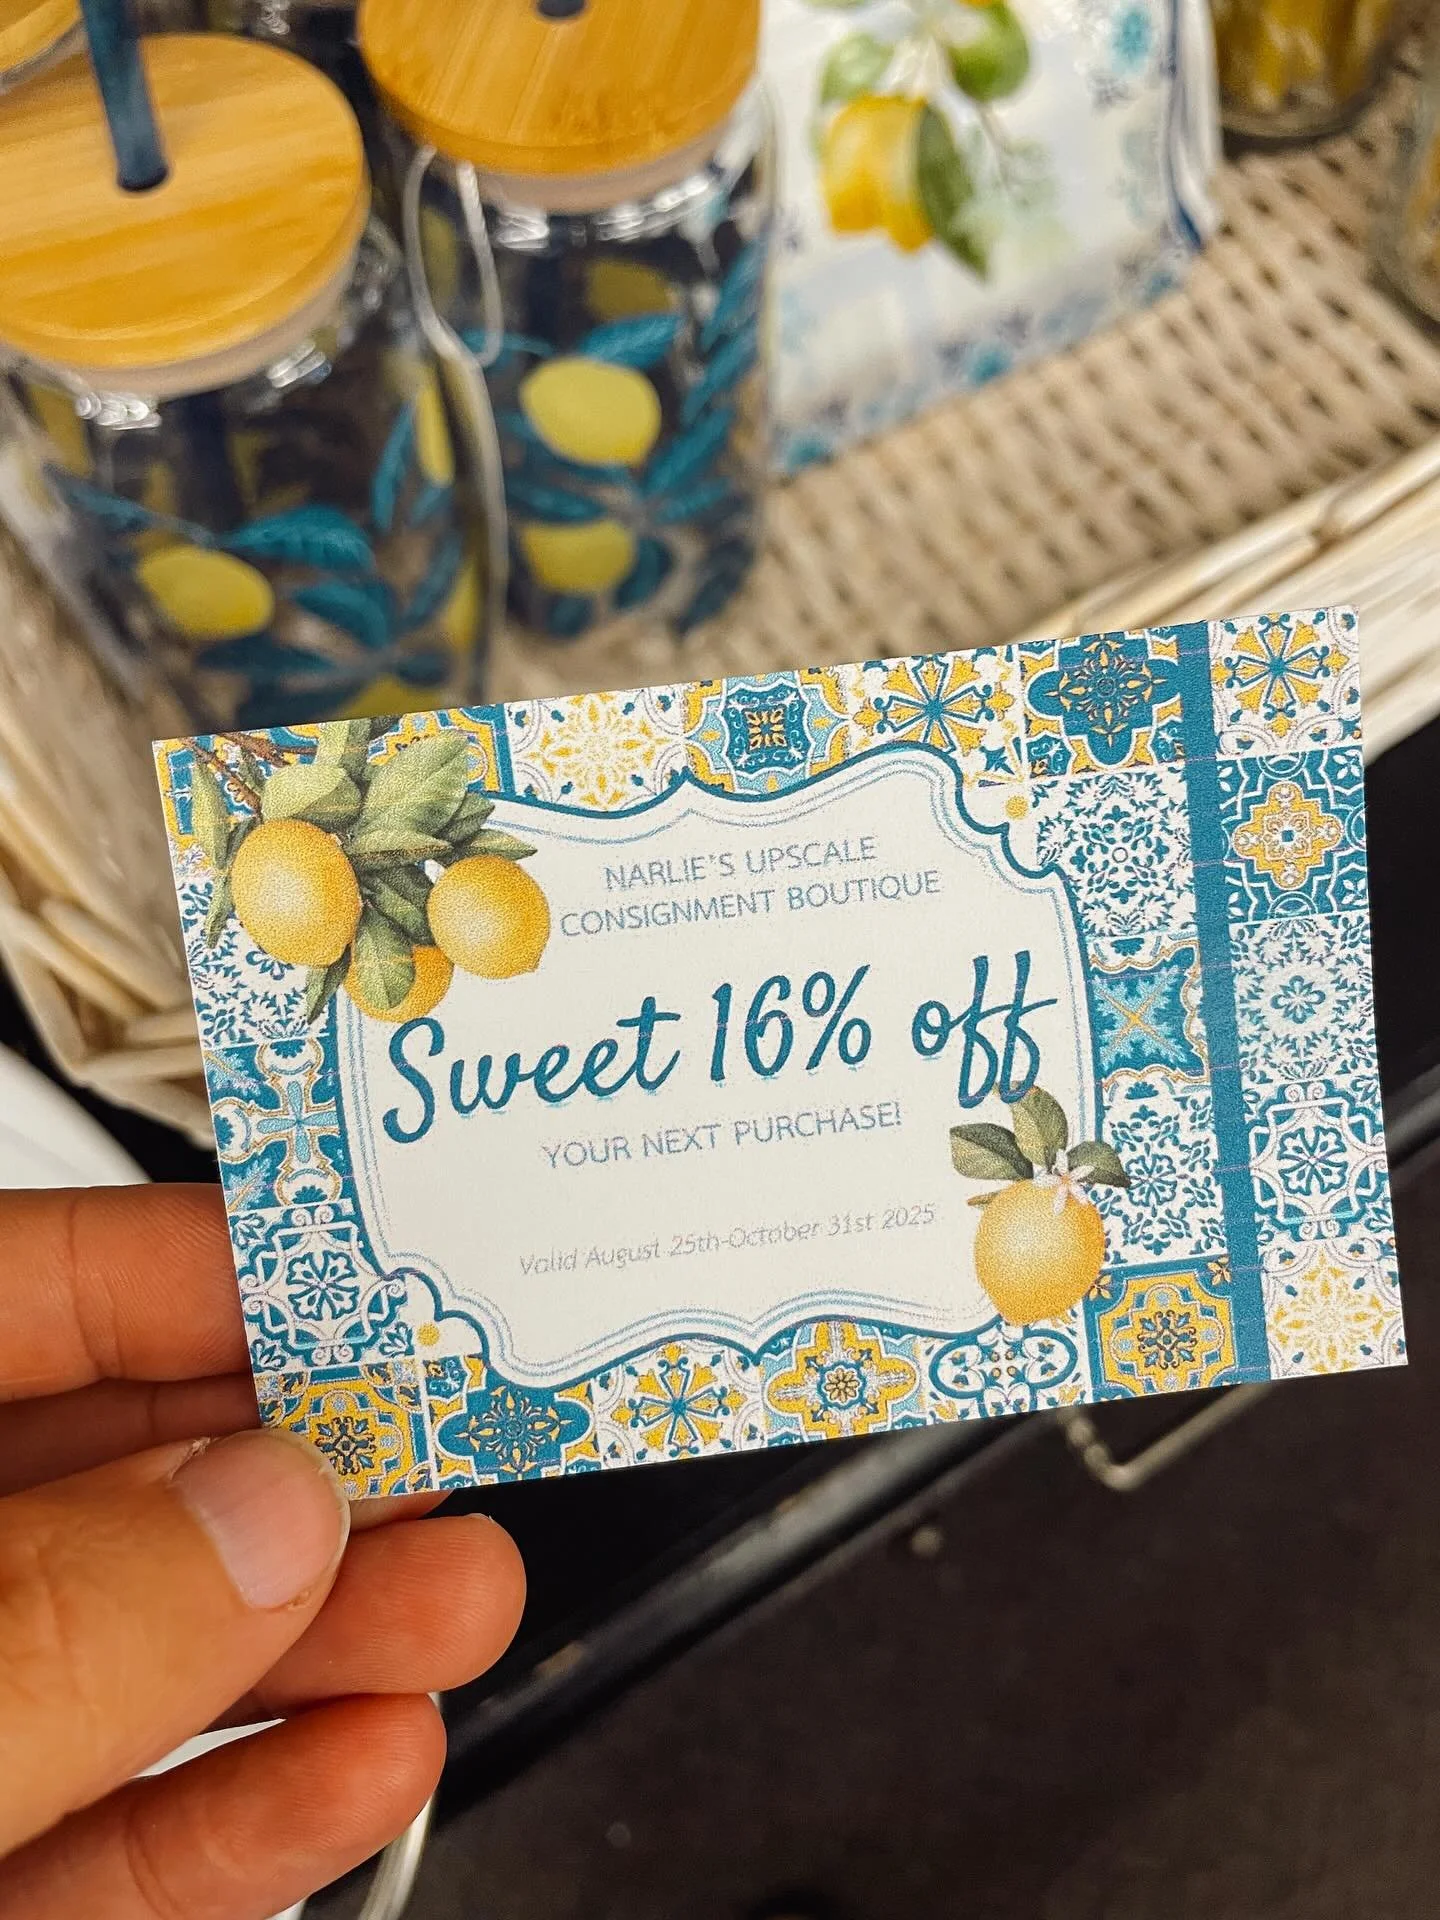 NARLIE'S UPSCALE
CONSIGNMENT BOUTIQUE
Sweet 16% off
YOUR NEXT PURCHASE!
Valid August 25th-October 31st 2025